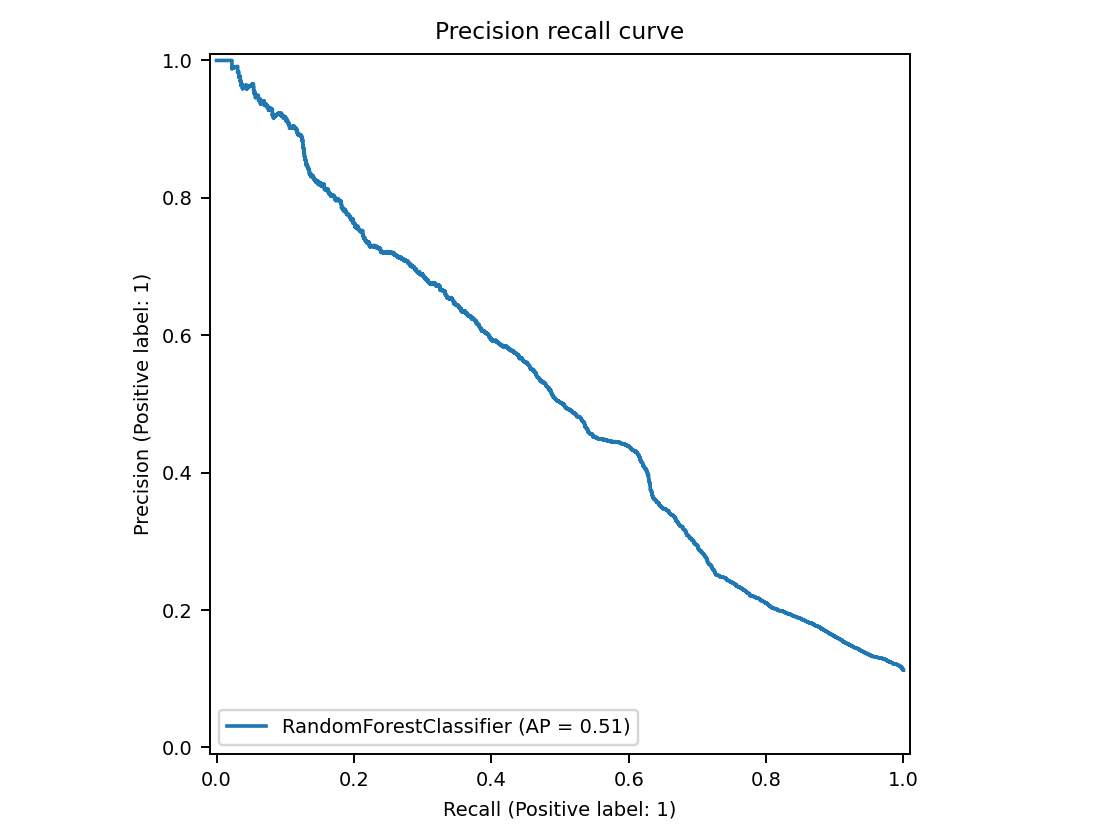 Precision recall curve
1.0
0.8
0.6
0.4
0.2
0.0
Precision (Positive label: 1)
RandomForestClassifier (AP = 0.51)
0.0 0.2 0.4 0.6 0.8 1.0
Recall (Positive label: 1)